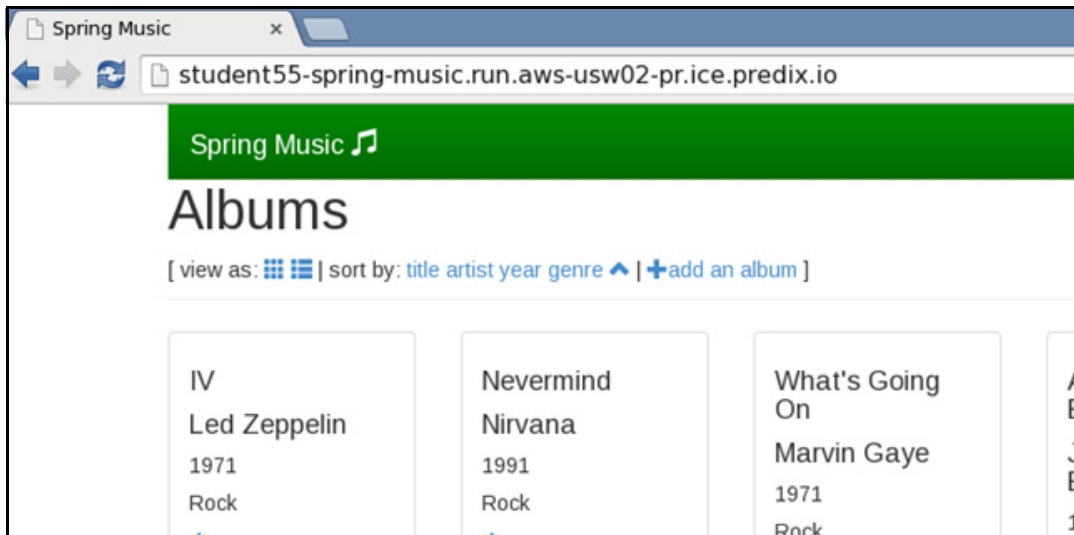 Spring Music
student55-spring-music.run.aws-usw02-pr.ice.predix.io
Spring Music
Albums
[ view as: | sort by: title artist year genre | add an album ]
IV
Led Zeppelin
1971
Rock
Nevermind
Nirvana
1991
Rock
What's Going
On
Marvin Gaye
1971
Rock